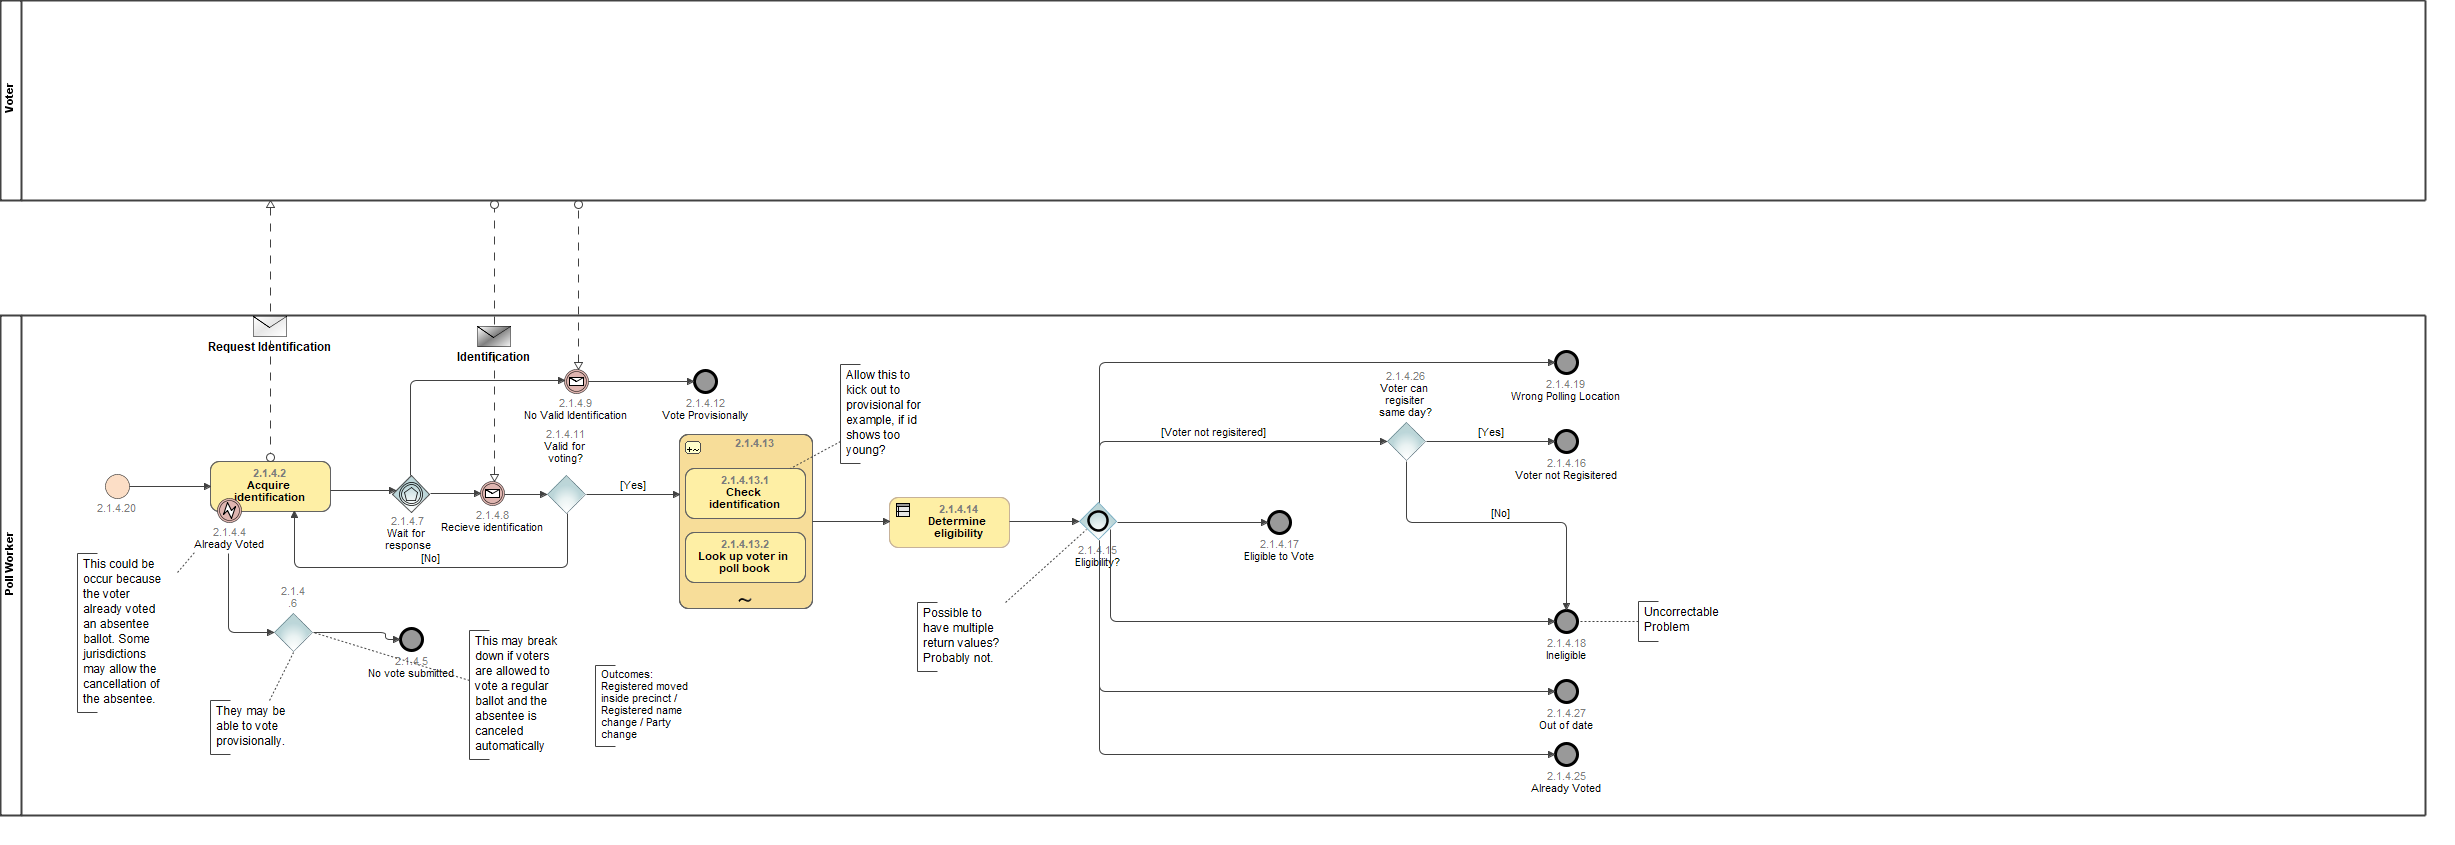 Voter
Poll Worker
Request Identification
Identification
2.1.4.20
2.1.4.2
Acquire
identification
2.1.4.4
Already Voted
This could be
occur because
the voter
already voted
an absentee
ballot. Some
jurisdictions
may allow the
cancellation of
the absentee.
2.1.4
.6
They may be
able to vote
provisionally.
2.1.4.5
No vote submitted
This may break
down if voters
are allowed to
vote a regular
ballot and the
absentee is
canceled
automatically
2.1.4.7
Wait for
response
[No]
2.1.4.8
Recieve identification
2.1.4.9
No Valid Identification
2.1.4.12
Vote Provisionally
2.1.4.11
Valid for
voting?
[Yes]
Outcomes:
Registered moved
inside precinct /
Registered name
change / Party
change
2.1.4.13
2.1.4.13.1
Check
identification
2.1.4.13.2
Look up voter in
poll book
~
Allow this to
kick out to
provisional for
example, if id
shows too
young?
2.1.4.14
Determine
eligibility
2.1.4.15
Eligibility?
Possible to
have multiple
return values?
Probably not.
2.1.4.17
Eligible to Vote
[Voter not regisitered]
2.1.4.26
Voter can
regisiter
same day?
[Yes]
[No]
2.1.4.19
Wrong Polling Location
2.1.4.16
Voter not Regisitered
2.1.4.18
Ineligible
Uncorrectable
Problem
2.1.4.27
Out of date
2.1.4.25
Already Voted